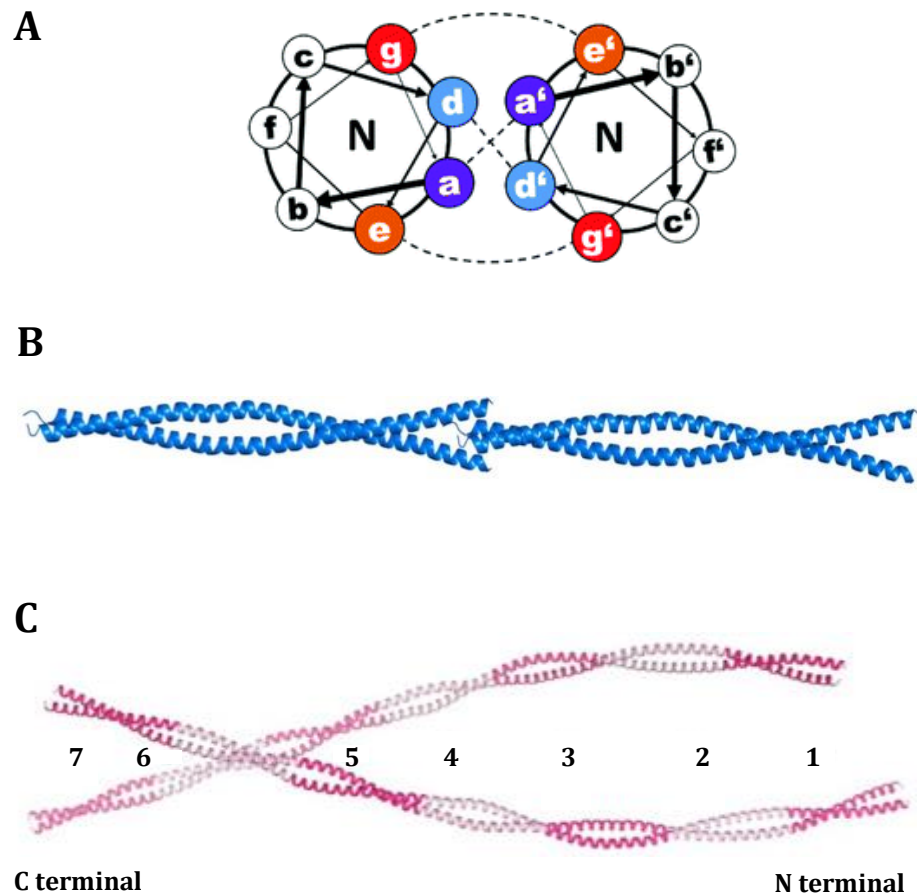 A
g e‘
c b‘
d a‘
f N N f‘
a d‘
b c‘
e g‘
B
C
7 6 5 4 3 2 1
C terminal N terminal